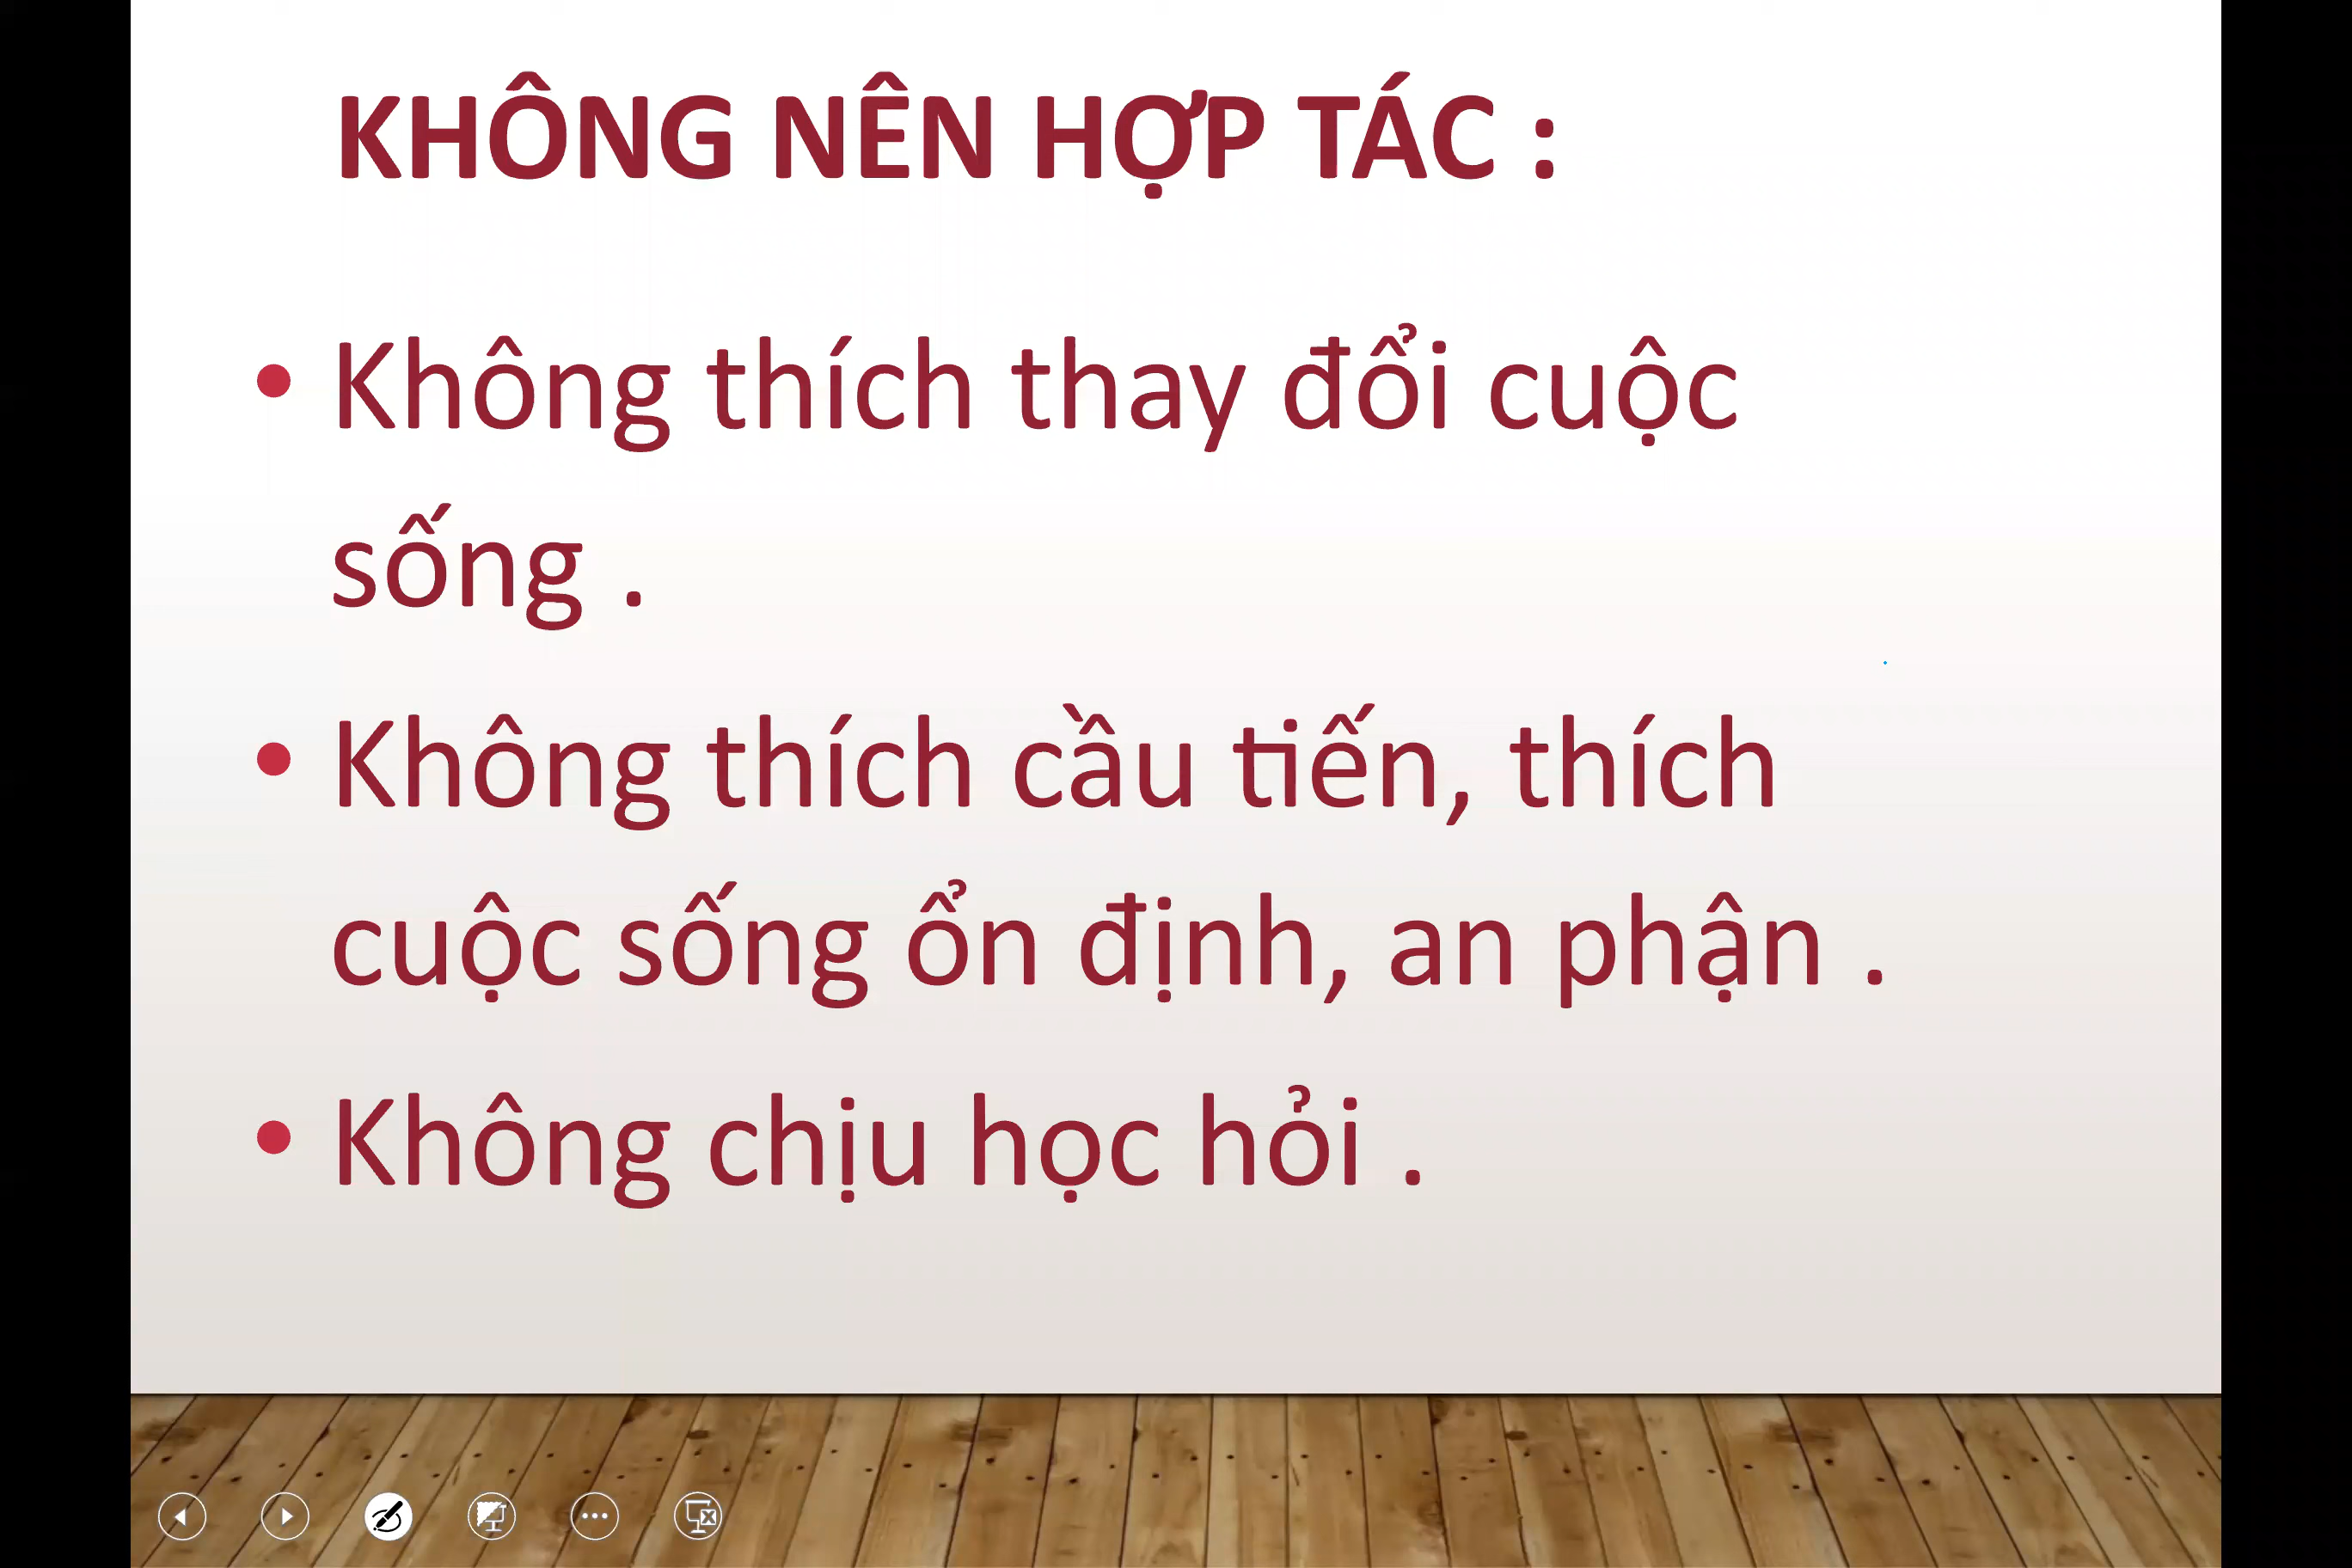 KHÔNG NÊN HỢP TÁC :
• Không thích thay đổi cuộc
sống .
• Không thích cầu tiến, thích
cuộc sống ổn định, an phận .
• Không chịu học hỏi .